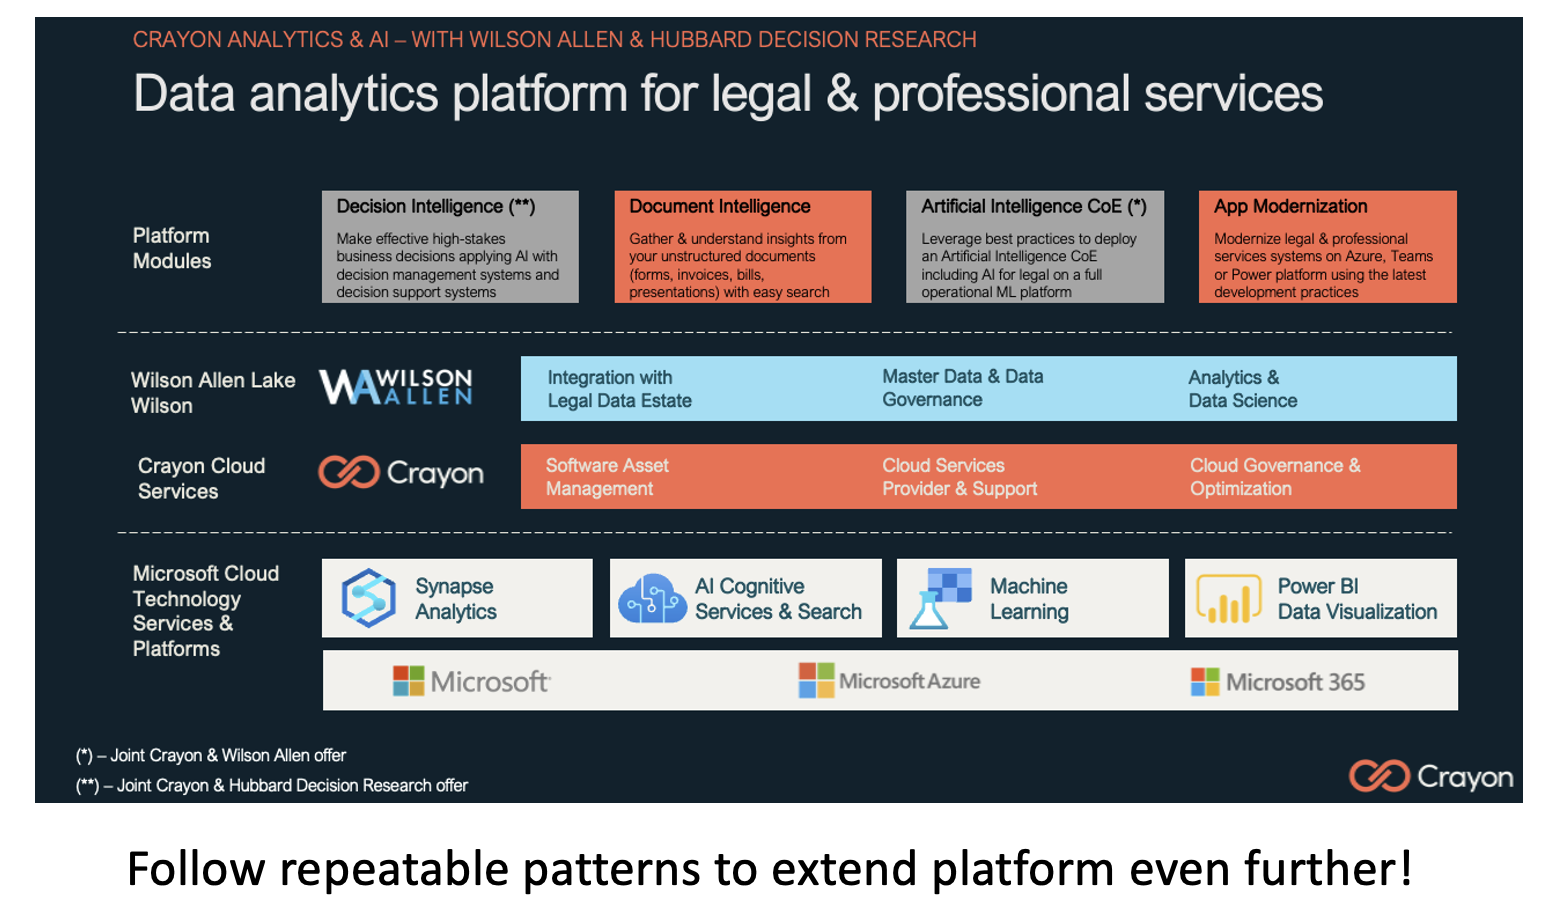 CRAYON ANALYTICS & AI – WITH WILSON ALLEN & HUBBARD DECISION RESEARCH
Data analytics platform for legal & professional services
Platform
Modules
Decision Intelligence (**)
Make effective high-stakes
business decisions applying AI with
decision management systems and
decision support systems
Document Intelligence
Gather & understand insights from
your unstructured documents
(forms, invoices, bills,
presentations) with easy search
Artificial Intelligence CoE (*)
Leverage best practices to deploy
an Artificial Intelligence CoE
including AI for legal on a full
operational ML platform
App Modernization
Modernize legal & professional
services systems on Azure, Teams
or Power platform using the latest
development practices
Wilson Allen Lake
Wilson
WA WILSON
ALLEN
Integration with
Legal Data Estate
Master Data & Data
Governance
Analytics &
Data Science
Crayon Cloud
Services
Crayon
Software Asset
Management
Cloud Services
Provider & Support
Cloud Governance &
Optimization
Microsoft Cloud
Technology
Services &
Platforms
Synapse
Analytics
AI Cognitive
Services & Search
Machine
Learning
Power BI
Data Visualization
Microsoft
Microsoft Azure
Microsoft 365
(*) – Joint Crayon & Wilson Allen offer
(**) – Joint Crayon & Hubbard Decision Research offer
Crayon
Follow repeatable patterns to extend platform even further!